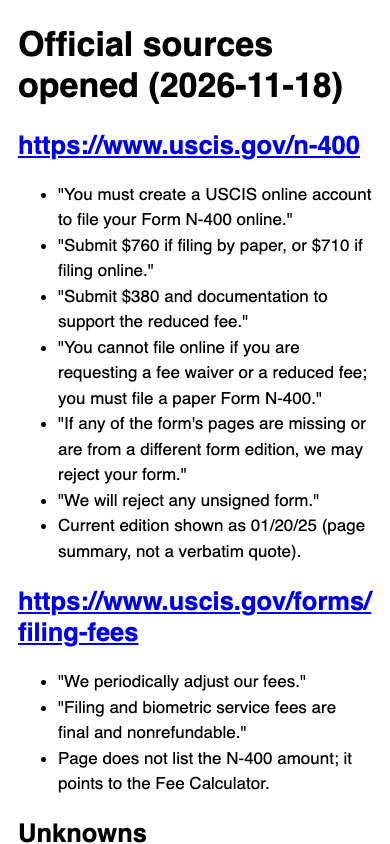 Official sources
opened (2026-11-18)
https://www.uscis.gov/n-400
• "You must create a USCIS online account
to file your Form N-400 online."
• "Submit $760 if filing by paper, or $710 if
filing online."
• "Submit $380 and documentation to
support the reduced fee."
• "You cannot file online if you are
requesting a fee waiver or a reduced fee;
you must file a paper Form N-400."
• "If any of the form's pages are missing or
are from a different form edition, we may
reject your form."
• "We will reject any unsigned form."
• Current edition shown as 01/20/25 (page
summary, not a verbatim quote).
https://www.uscis.gov/forms/
filing-fees
• "We periodically adjust our fees."
• "Filing and biometric service fees are
final and nonrefundable."
• Page does not list the N-400 amount; it
points to the Fee Calculator.
Unknowns